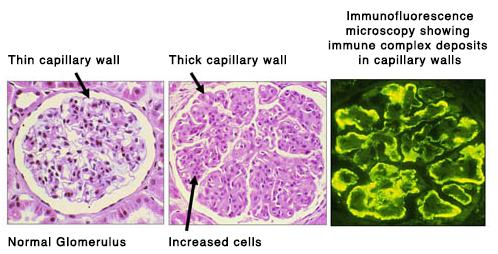 Thin capillary wall
Thick capillary wall
Immunofluorescence
microscopy showing
immune complex deposits
in capillary walls
Normal Glomerulus
Increased cells